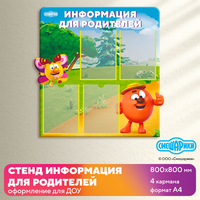 ИНФОРМАЦИЯ
ДЛЯ РОДИТЕЛЕЙ
СМЕШАРИКИ
© ООО «Смешарики»
СТЕНД ИНФОРМАЦИЯ
ДЛЯ РОДИТЕЛЕЙ
оформление для ДОУ
800х800 мм
4 кармана
формат А4